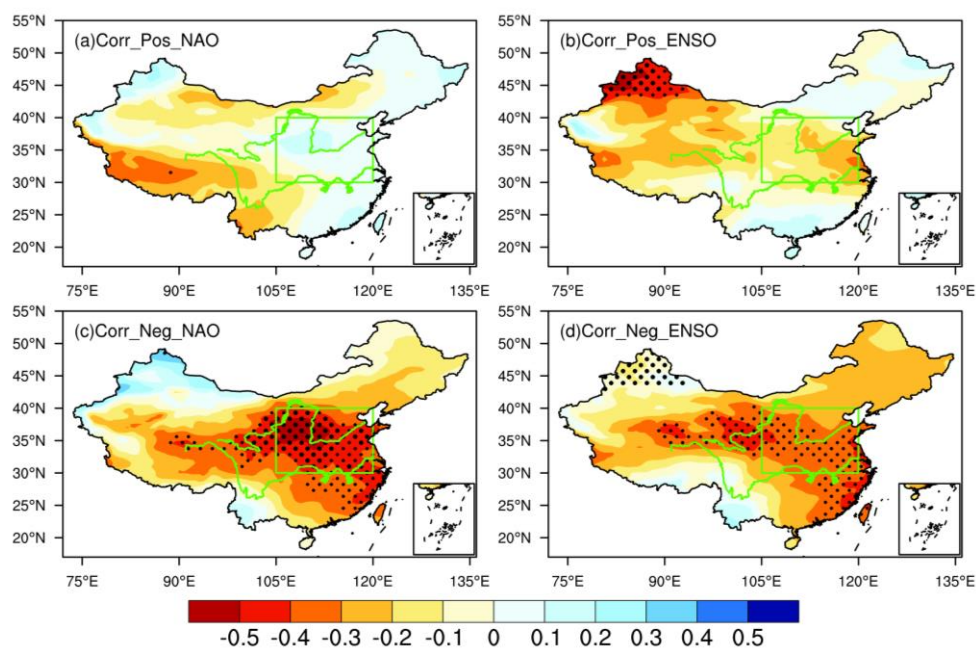 55°N
50°N
45°N
40°N
35°N
30°N
25°N
20°N
(a)Corr_Pos_NAO
75°E 90°E 105°E 120°E 135°E
55°N
50°N
45°N
40°N
35°N
30°N
25°N
20°N
(b)Corr_Pos_ENSO
75°E 90°E 105°E 120°E 135°E
55°N
50°N
45°N
40°N
35°N
30°N
25°N
20°N
(c)Corr_Neg_NAO
75°E 90°E 105°E 120°E 135°E
55°N
50°N
45°N
40°N
35°N
30°N
25°N
20°N
(d)Corr_Neg_ENSO
75°E 90°E 105°E 120°E 135°E
-0.5 -0.4 -0.3 -0.2 -0.1 0 0.1 0.2 0.3 0.4 0.5